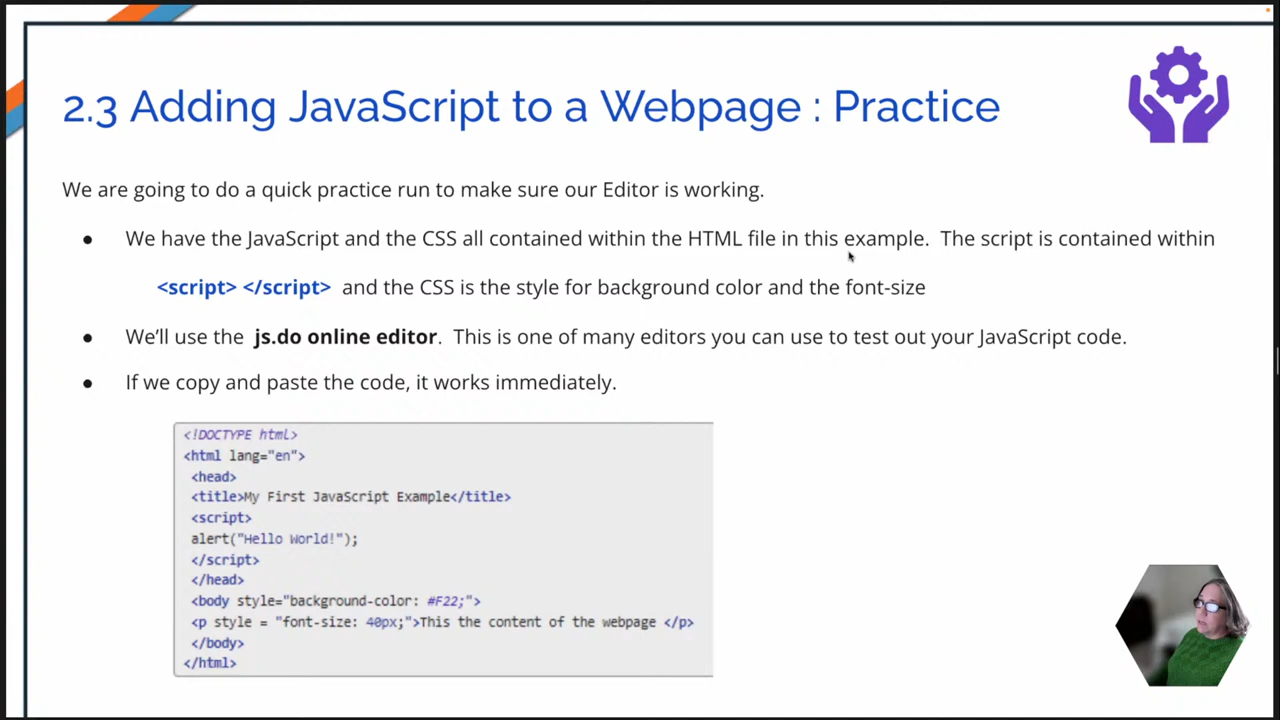 2.3 Adding JavaScript to a Webpage : Practice
We are going to do a quick practice run to make sure our Editor is working.
● We have the JavaScript and the CSS all contained within the HTML file in this example. The script is contained within
<script> </script> and the CSS is the style for background color and the font-size
● We’ll use the js.do online editor. This is one of many editors you can use to test out your JavaScript code.
● If we copy and paste the code, it works immediately.
<!DOCTYPE html>
<html lang="en">
<head>
<title>My First JavaScript Example</title>
<script>
alert("Hello World!");
</script>
</head>
<body style="background-color: #F22;">
<p style = "font-size: 40px;">This the content of the webpage </p>
</body>
</html>